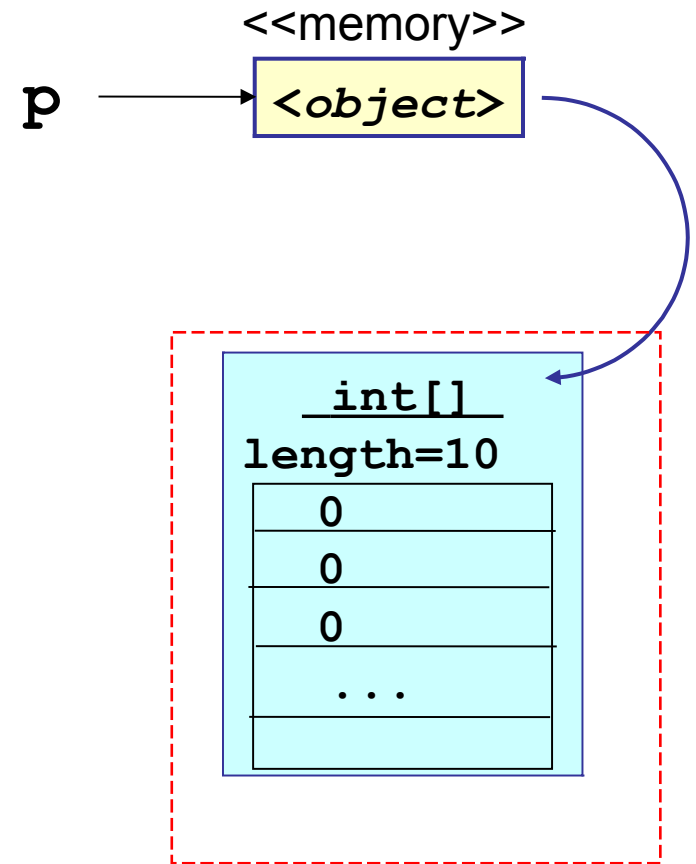 <<memory>>
p
<object>
int[]
length=10
0
0
0
...